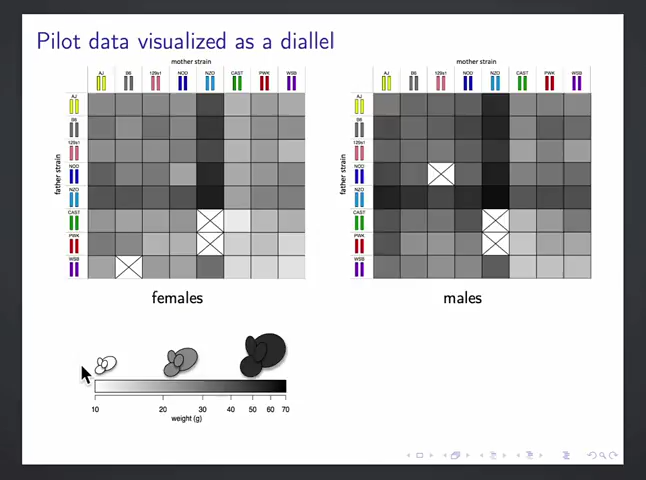 Pilot data visualized as a diallel
mother strain
AJ B6 129s1 NOD NZO CAST PWK WSB
father strain
AJ
B6
129s1
NOD
NZO
CAST
PWK
WSB
females
mother strain
AJ B6 129s1 NOD NZO CAST PWK WSB
father strain
AJ
B6
129s1
NOD
NZO
CAST
PWK
WSB
males
10 20 30 40 50 60 70
weight (g)